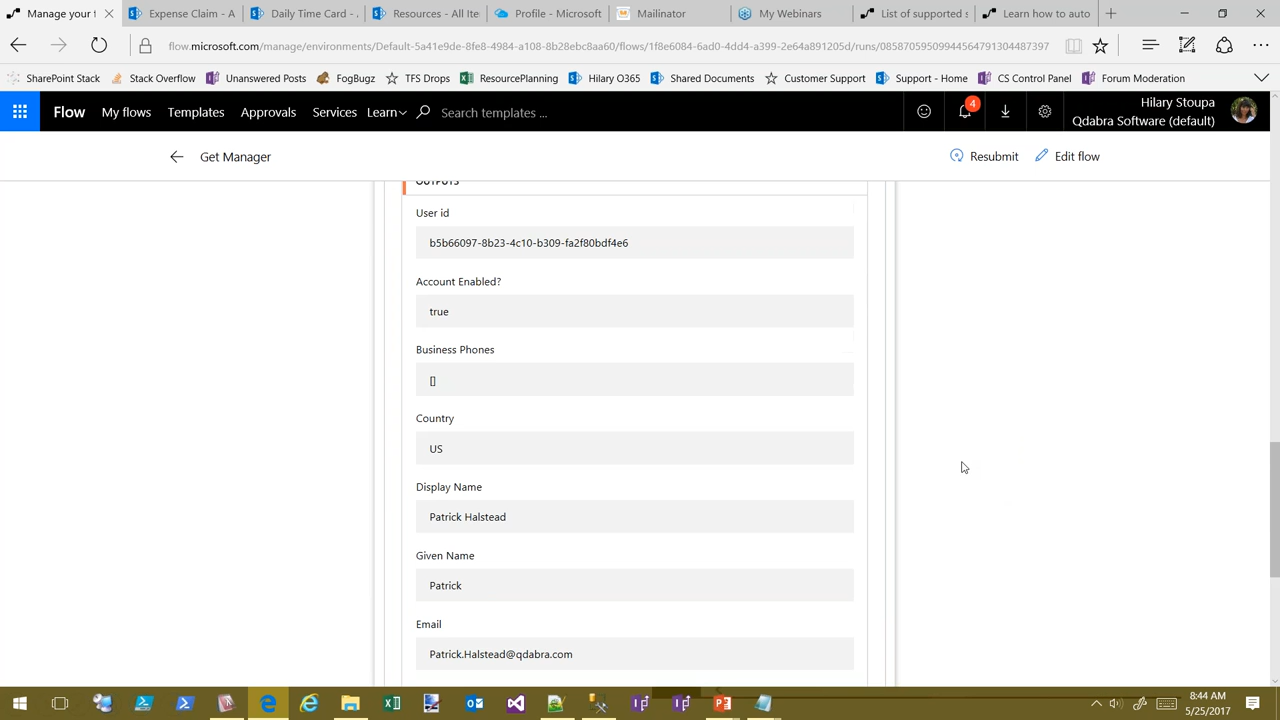 Manage your f
Expense Claim - A
Daily Time Card -
Resources - All Ite
Profile - Microsoft
Mailinator
My Webinars
List of supported s
Learn how to auto
flow.microsoft.com/manage/environments/Default-5a41e9de-8fe8-4984-a108-8b28ebc8aa60/flows/1f8e6084-6ad0-4dd4-a399-2e64a891205d/runs/08587059509944564791304487397
SharePoint Stack
Stack Overflow
Unanswered Posts
FogBugz
TFS Drops
ResourcePlanning
Hilary O365
Shared Documents
Customer Support
Support - Home
CS Control Panel
Forum Moderation
Flow
My flows
Templates
Approvals
Services
Learn
Search templates ...
4
Hilary Stoupa
Qdabra Software (default)
Get Manager
Resubmit
Edit flow
OUTPUTS
User id
b5b66097-8b23-4c10-b309-fa2f80bdf4e6
Account Enabled?
true
Business Phones
[]
Country
US
Display Name
Patrick Halstead
Given Name
Patrick
Email
Patrick.Halstead@qdabra.com
8:44 AM
5/25/2017